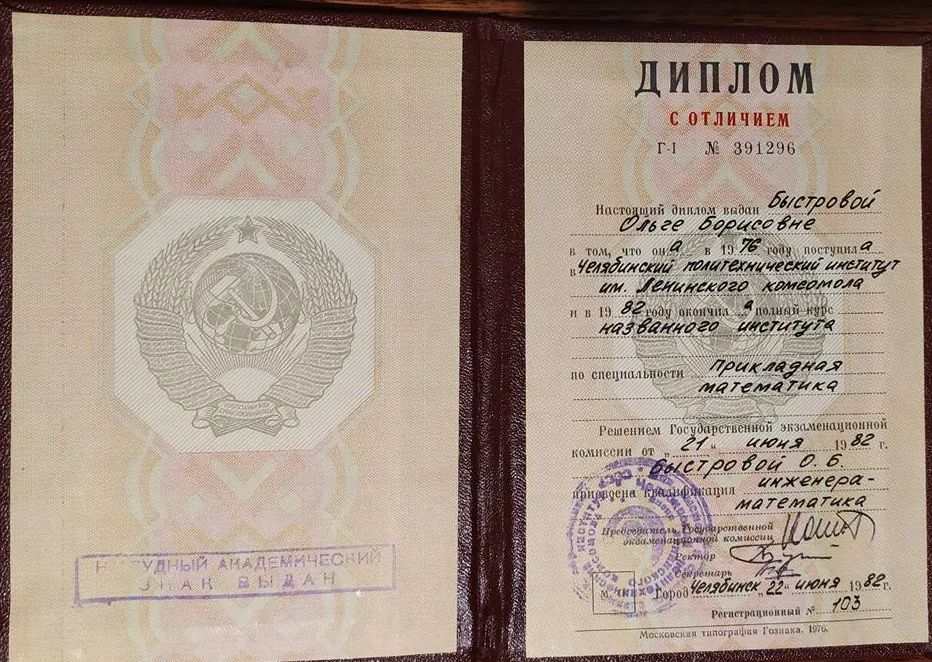 НАГРУДНЫЙ АКАДЕМИЧЕСКИЙ
ЗНАК ВЫДАН
ДИПЛОМ
С ОТЛИЧИЕМ
Г-I № 391296
Настоящий диплом выдан Быстровой
Ольге Борисовне
в том, что она в 1976 году поступила
в Челябинский политехнический институт
им. Ленинского комсомола
и в 1982 году окончила полный курс
названного института
по специальности Прикладная
математика
Решением Государственной экзаменационной
комиссии от „21" июня 1982 г.
Быстровой О. Б.
присвоена квалификация инженера-
математика
Председатель Государственной
экзаменационной комиссии
Ректор
Секретарь
М.
Город Челябинск „22" июня 1982 г.
Регистрационный № 103
Московская типография Гознака. 1976.